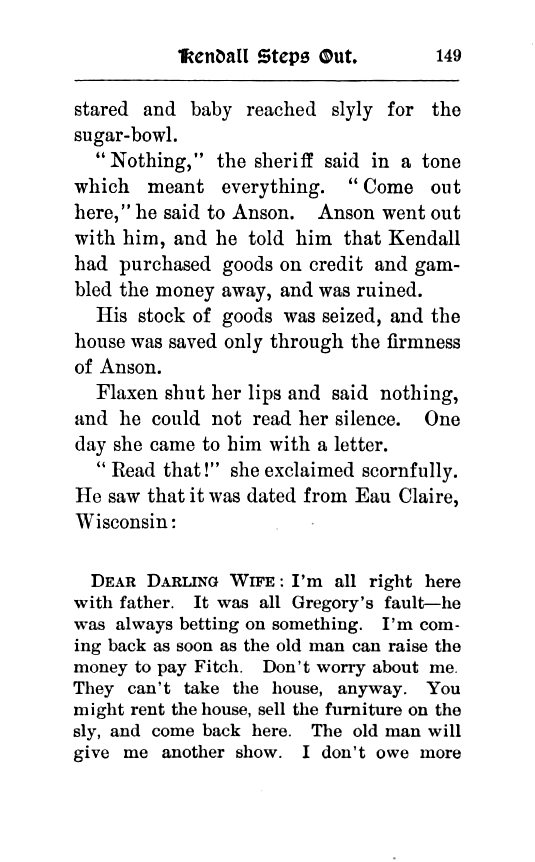 Kendall Steps Out. 149
stared and baby reached slyly for the
sugar-bowl.
"Nothing," the sheriff said in a tone
which meant everything. "Come out
here," he said to Anson. Anson went out
with him, and he told him that Kendall
had purchased goods on credit and gam-
bled the money away, and was ruined.
His stock of goods was seized, and the
house was saved only through the firmness
of Anson.
Flaxen shut her lips and said nothing,
and he could not read her silence. One
day she came to him with a letter.
"Read that!" she exclaimed scornfully.
He saw that it was dated from Eau Claire,
Wisconsin:
DEAR DARLING WIFE: I'm all right here
with father. It was all Gregory's fault—he
was always betting on something. I'm com-
ing back as soon as the old man can raise the
money to pay Fitch. Don't worry about me.
They can't take the house, anyway. You
might rent the house, sell the furniture on the
sly, and come back here. The old man will
give me another show. I don't owe more